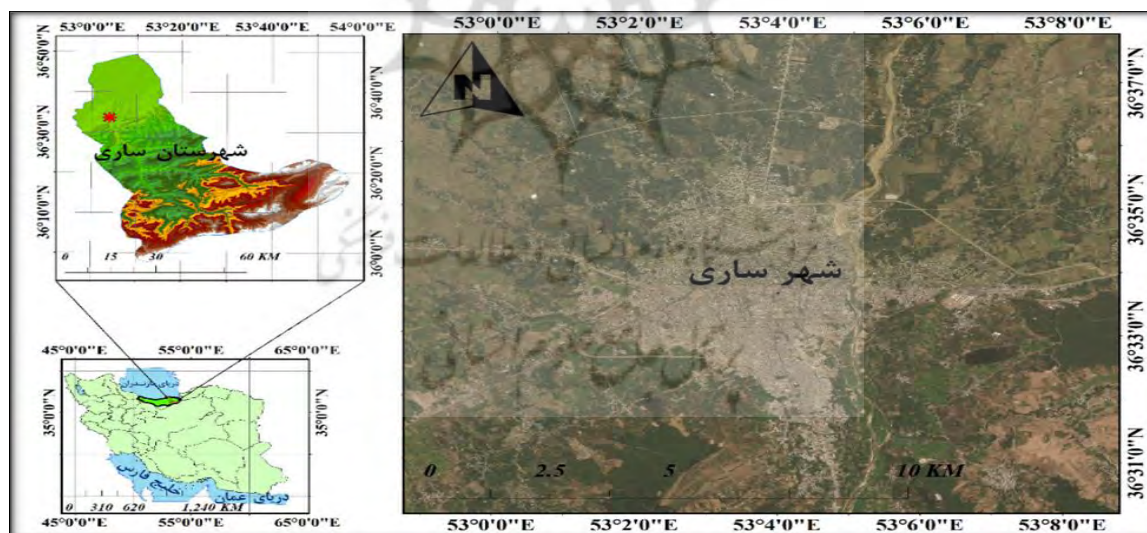 53°0'0"E 53°20'0"E 54°0'0"E
36°50'0"N
36°40'0"N
36°30'0"N
شهرستان ساری
36°20'0"N
36°10'0"N
36°0'0"N
0 15 30 60 KM
45°0'0"E 55°0'0"E 65°0'0"E
دریای مازندران
35°0'0"N
35°0'0"N
خلیج فارس
دریای عمان
0 310 620 1,240 KM
45°0'0"E 55°0'0"E 65°0'0"E
53°0'0"E 53°2'0"E 53°4'0"E 53°6'0"E 53°8'0"E
N
36°37'0"N
36°35'0"N
شهر ساری
36°33'0"N
36°31'0"N
0 2.5 5 10 KM
53°0'0"E 53°2'0"E 53°4'0"E 53°6'0"E 53°8'0"E